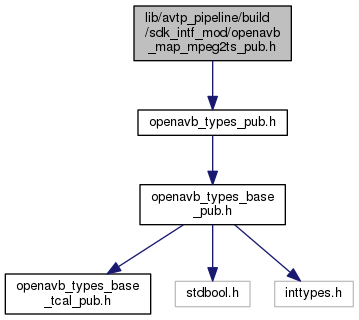 lib/avtp_pipeline/build
/sdk_intf_mod/openavb
_map_mpeg2ts_pub.h
openavb_types_pub.h
openavb_types_base
_pub.h
openavb_types_base
_tcal_pub.h
stdbool.h
inttypes.h